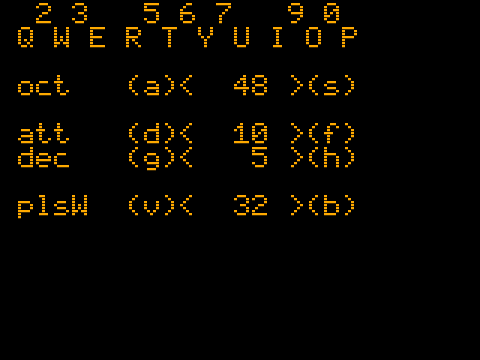 2 3 5 6 7 9 0
Q W E R T Y U I O P
oct (a)< 48 >(s)
att (d)< 10 >(f)
dec (g)< 5 >(h)
plsW (v)< 32 >(b)